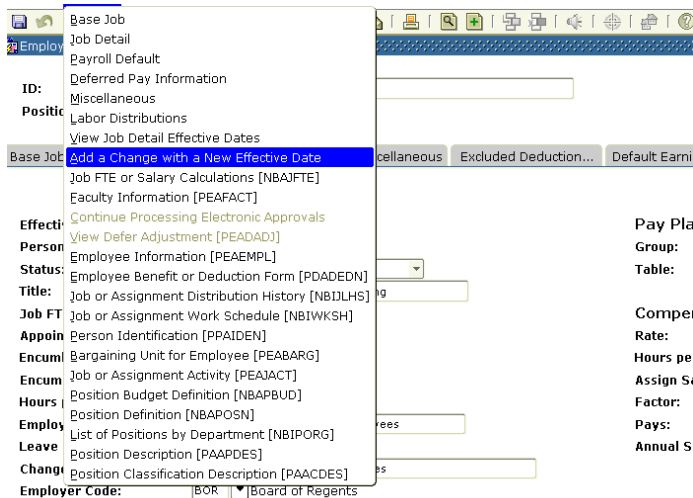 Base Job
Job Detail
Employ
Payroll Default
Deferred Pay Information
ID:
Miscellaneous
Positic
Labor Distributions
View Job Detail Effective Dates
Base Job
Add a Change with a New Effective Date
cellaneous
Excluded Deduction...
Default Earni
Job FTE or Salary Calculations [NBAJFTE]
Faculty Information [PEAFACT]
Continue Processing Electronic Approvals
Effecti
Pay Pla
View Defer Adjustment [PEADADJ]
Person
Group:
Employee Information [PEAEMPL]
Status:
Table:
Employee Benefit or Deduction Form [PDADEDN]
Title:
Job or Assignment Distribution History [NBIJLHS]
ng
Job FT
Job or Assignment Work Schedule [NBIWKSH]
Compe
Appoin
Person Identification [PPAIDEN]
Rate:
Encuml
Bargaining Unit for Employee [PEABARG]
Hours pe
Encum
Job or Assignment Activity [PEAJACT]
Assign Sa
Hours
Position Budget Definition [NBAPBUD]
Factor:
Employ
Position Definition [NBAPOSN]
yees
Pays:
Leave
List of Positions by Department [NBIPORG]
Annual S
Position Description [PAAPDES]
Change
Position Classification Description [PAACDES]
es
Employer Code:
BOR
Board of Regents